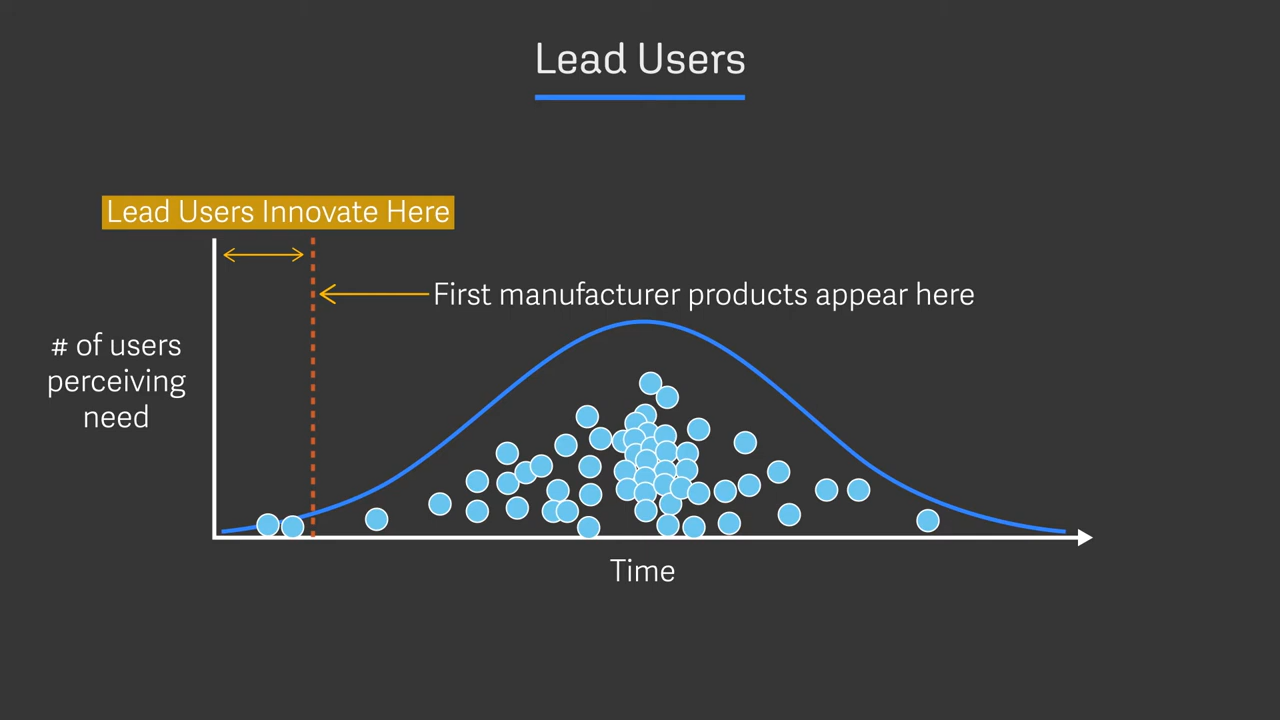 Lead Users
Lead Users Innovate Here
First manufacturer products appear here
# of users
perceiving
need
Time